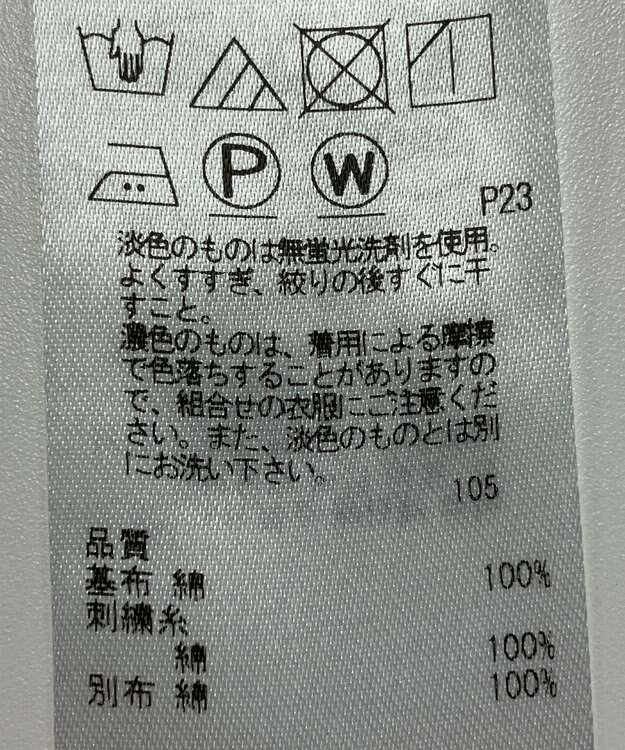 P W
P23
淡色のものは無蛍光洗剤を使用。
よくすすぎ、絞りの後すぐに干
すこと。
濃色のものは、着用による摩擦
で色落ちすることがありますの
で、組合せの衣服にご注意くだ
さい。また、淡色のものとは別
にお洗い下さい。
105
品質
基布 綿 100%
刺繍糸
綿 100%
別布 綿 100%